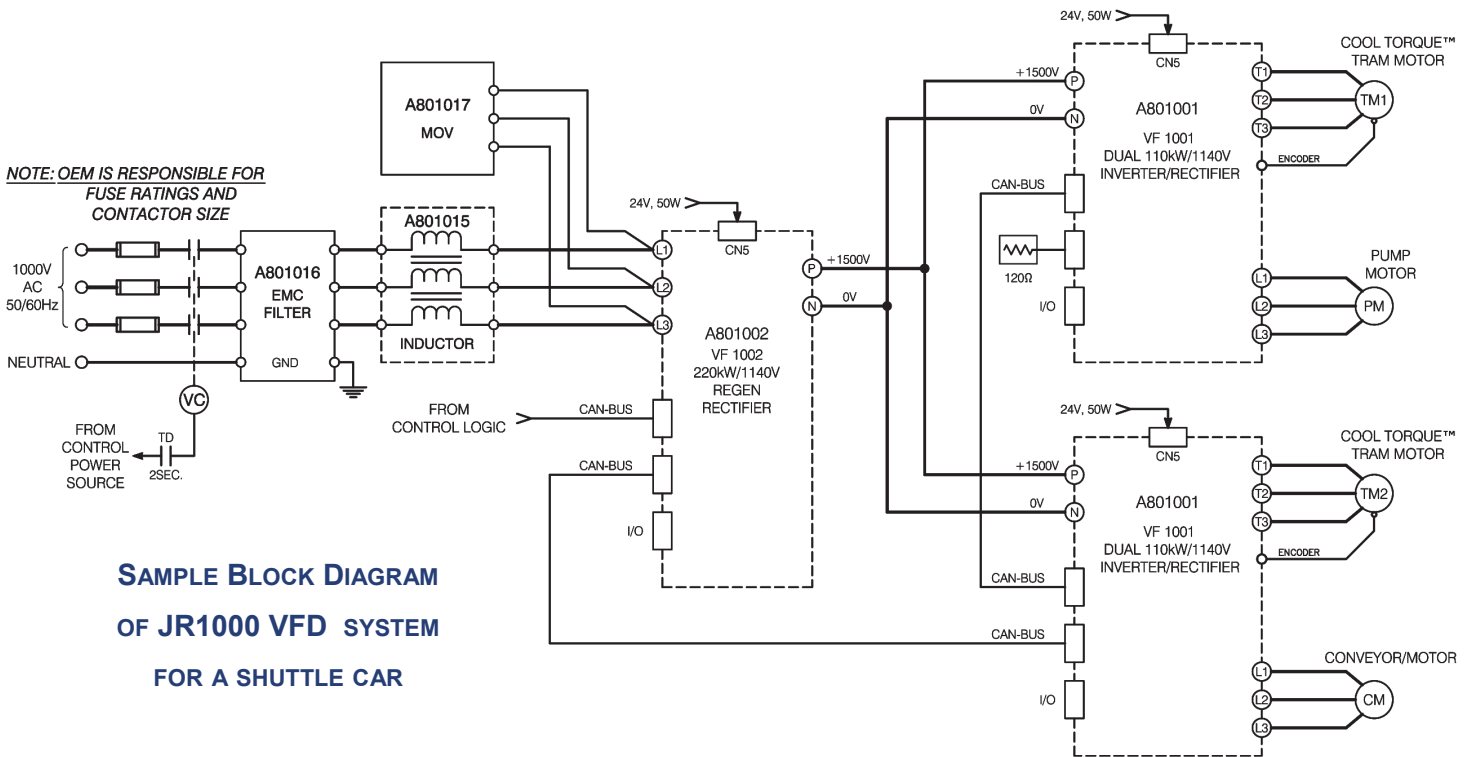 24V, 50W
CN5
COOL TORQUE™
TRAM MOTOR
+1500V
P
T1
T2
T3
TM1
0V
N
A801001
VF 1001
DUAL 110kW/1140V
INVERTER/RECTIFIER
ENCODER
CAN-BUS
120Ω
I/O
L1
L2
L3
PUMP
MOTOR
PM
A801017
MOV
NOTE: OEM IS RESPONSIBLE FOR
FUSE RATINGS AND
CONTACTOR SIZE
1000V
AC
50/60Hz
NEUTRAL
A801016
EMC
FILTER
GND
A801015
INDUCTOR
VC
FROM
CONTROL
POWER
SOURCE
TD
2SEC.
24V, 50W
CN5
L1
L2
L3
P
+1500V
N
0V
A801002
VF 1002
220kW/1140V
REGEN
RECTIFIER
FROM
CONTROL LOGIC
CAN-BUS
CAN-BUS
I/O
24V, 50W
CN5
COOL TORQUE™
TRAM MOTOR
+1500V
P
T1
T2
T3
TM2
0V
N
A801001
VF 1001
DUAL 110kW/1140V
INVERTER/RECTIFIER
ENCODER
CAN-BUS
CAN-BUS
I/O
CONVEYOR/MOTOR
L1
L2
L3
CM
SAMPLE BLOCK DIAGRAM
OF JR1000 VFD SYSTEM
FOR A SHUTTLE CAR